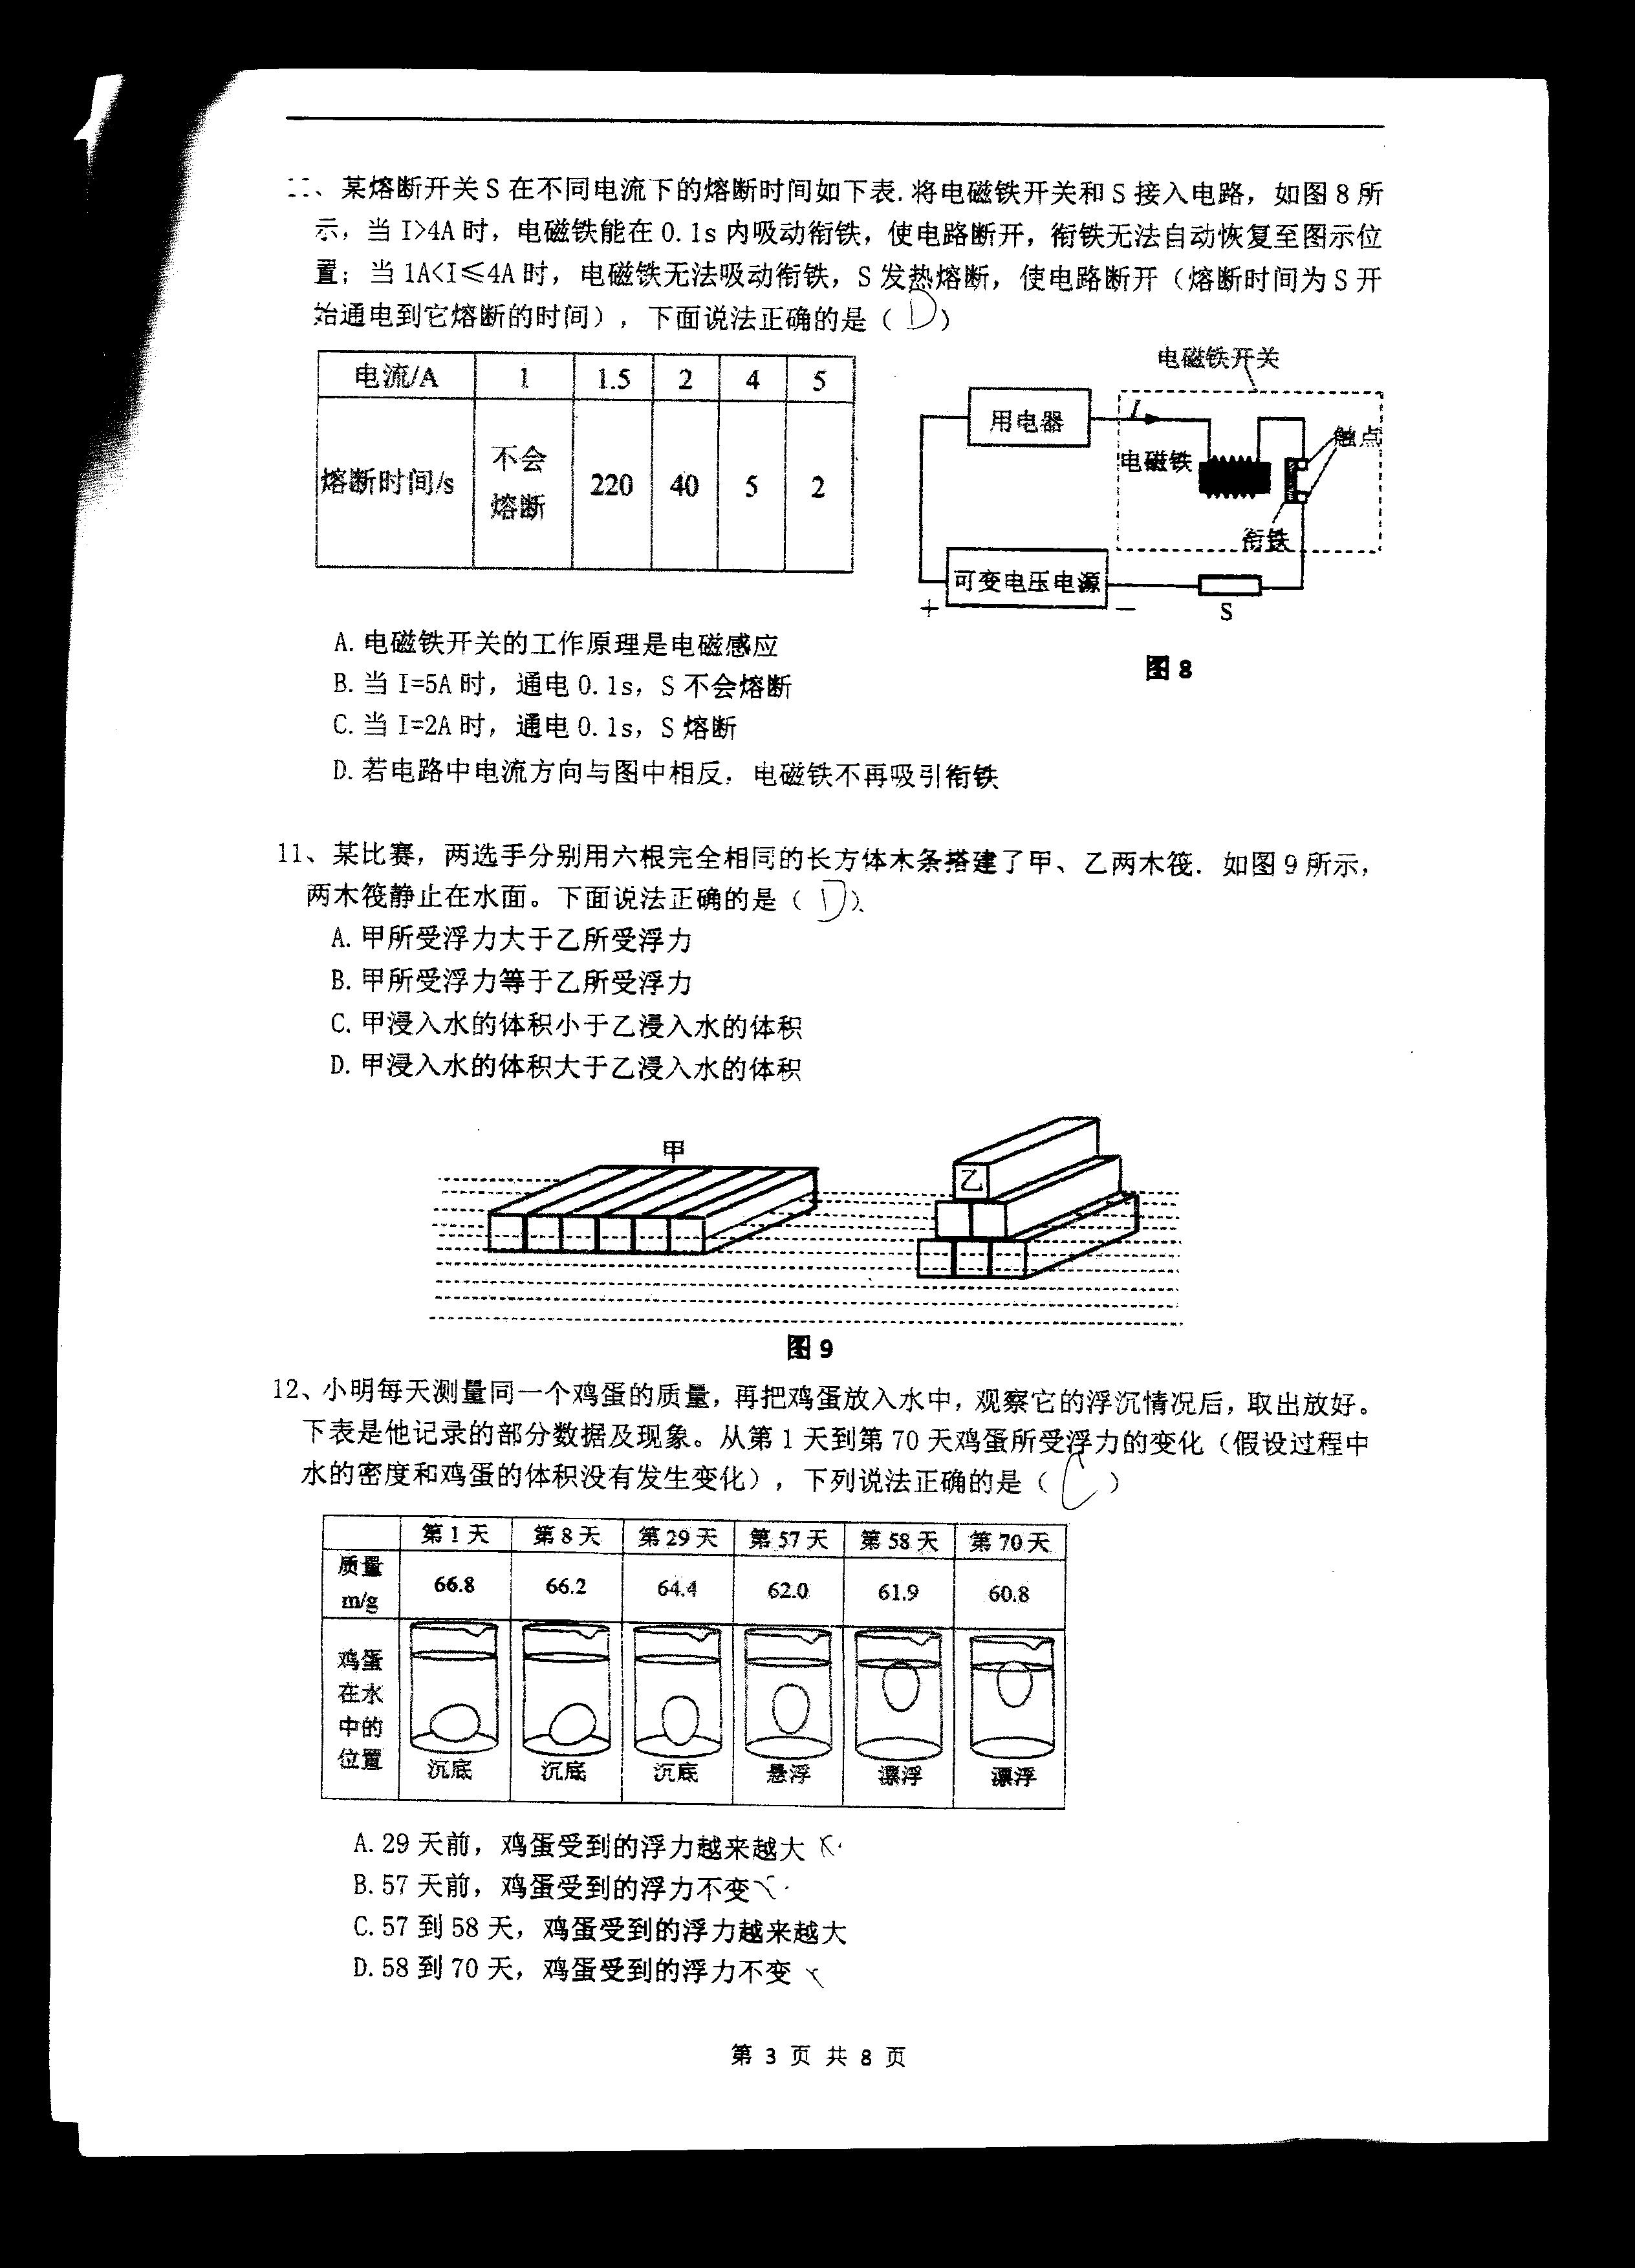 二、某熔断开关S在不同电流下的熔断时间如下表.将电磁铁开关和S接入电路，如图8所
示，当I>4A时，电磁铁能在0.1s内吸动衔铁，使电路断开，衔铁无法自动恢复至图示位
置；当1A<I≤4A时，电磁铁无法吸动衔铁，S发热熔断，使电路断开（熔断时间为S开
始通电到它熔断的时间），下面说法正确的是（ D ）
电流/A 1 1.5 2 4 5
熔断时间/s 不会熔断 220 40 5 2
电磁铁开关
用电器 I
电磁铁
触点
衔铁
可变电压电源
+ −
S
图8
A.电磁铁开关的工作原理是电磁感应
B.当I=5A时，通电0.1s，S不会熔断
C.当I=2A时，通电0.1s，S熔断
D.若电路中电流方向与图中相反，电磁铁不再吸引衔铁
11、某比赛，两选手分别用六根完全相同的长方体木条搭建了甲、乙两木筏．如图9所示，
两木筏静止在水面。下面说法正确的是（ D ）、
A.甲所受浮力大于乙所受浮力
B.甲所受浮力等于乙所受浮力
C.甲浸入水的体积小于乙浸入水的体积
D.甲浸入水的体积大于乙浸入水的体积
甲
乙
图9
12、小明每天测量同一个鸡蛋的质量，再把鸡蛋放入水中，观察它的浮沉情况后，取出放好。
下表是他记录的部分数据及现象。从第1天到第70天鸡蛋所受浮力的变化（假设过程中
水的密度和鸡蛋的体积没有发生变化），下列说法正确的是（ C ）
第1天 第8天 第29天 第57天 第58天 第70天
质量m/g 66.8 66.2 64.4 62.0 61.9 60.8
鸡蛋在水中的位置 沉底 沉底 沉底 悬浮 漂浮 漂浮
A.29天前，鸡蛋受到的浮力越来越大
B.57天前，鸡蛋受到的浮力不变
C.57到58天，鸡蛋受到的浮力越来越大
D.58到70天，鸡蛋受到的浮力不变
第 3 页 共 8 页